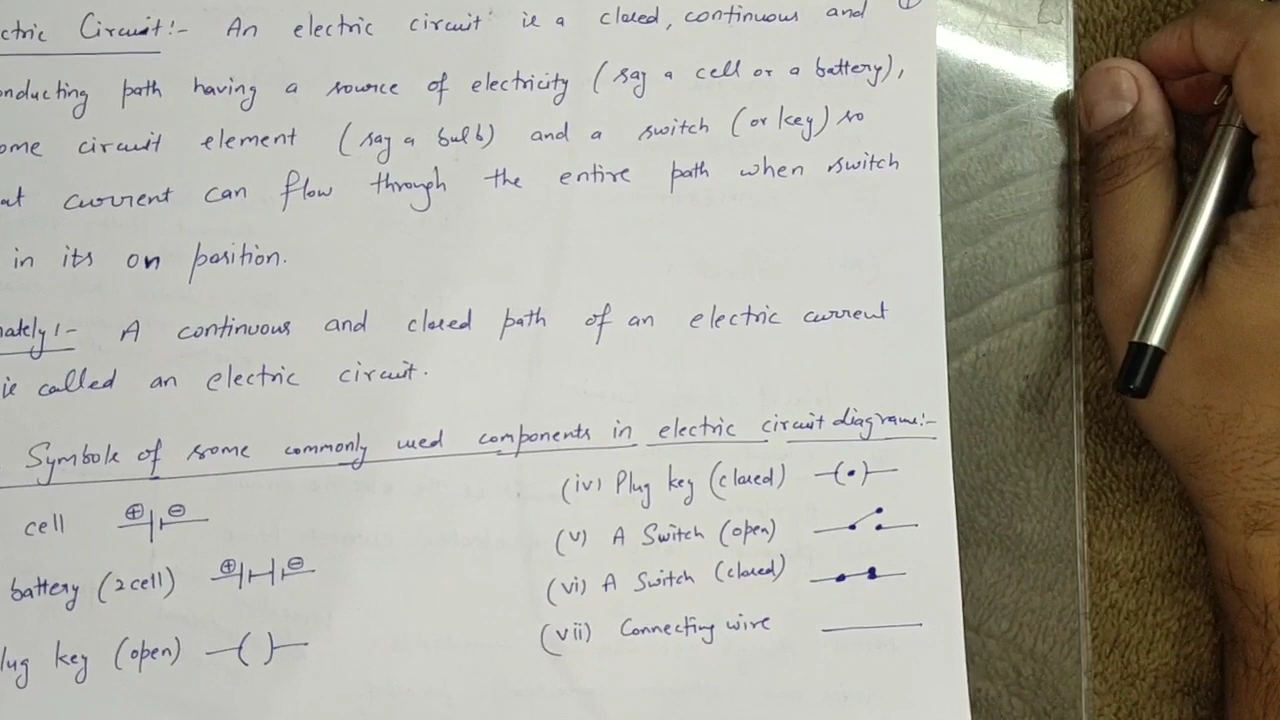 ctric Circuit:- An electric circuit is a closed, continuous and
nducting path having a source of electricity (say a cell or a battery),
ome circuit element (say a bulb) and a switch (or key) so
at current can flow through the entire path when switch
in its on position.
nately:- A continuous and closed path of an electric current
is called an electric circuit.
Symbols of some commonly used components in electric circuit diagrams:-
cell ⊕ ⊖
battery (2 cell) ⊕ ⊖
lug key (open)
(iv) Plug key (closed)
(v) A Switch (open)
(vi) A Switch (closed)
(vii) Connecting wire